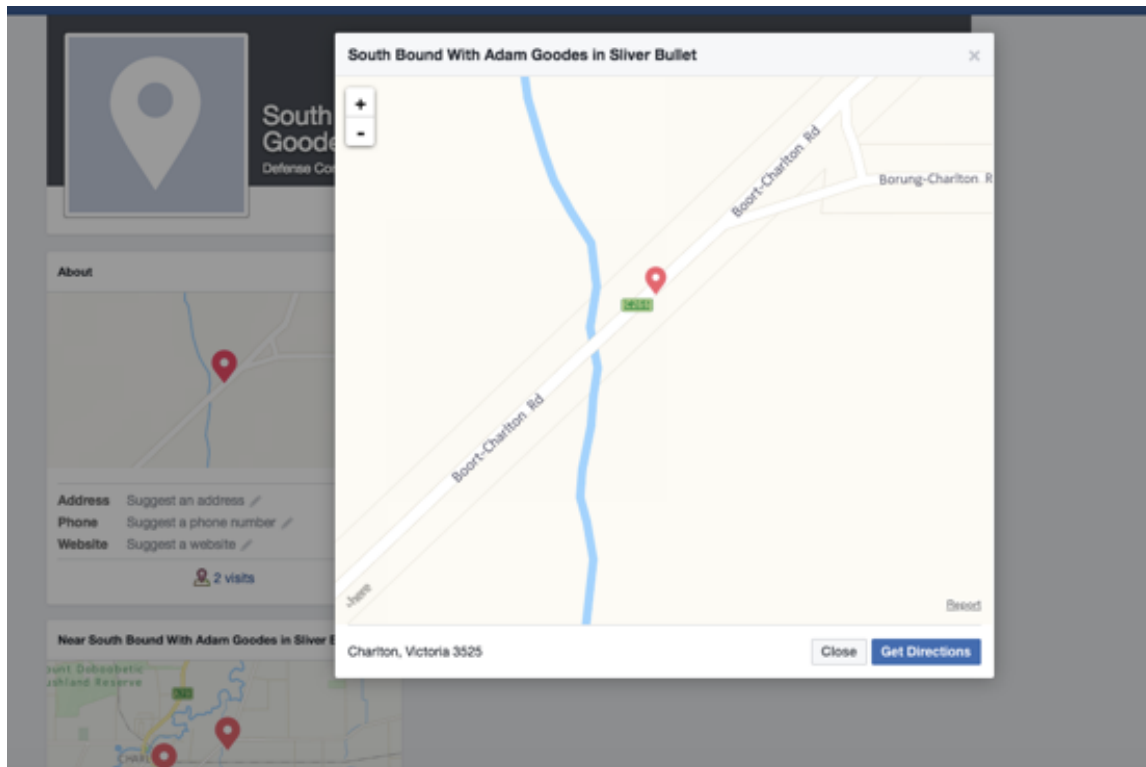 South
Goode
Defense Cor
About
Address Suggest an address
Phone Suggest a phone number
Website Suggest a website
2 visits
Near South Bound With Adam Goodes in Sliver B
South Bound With Adam Goodes in Sliver Bullet
×
+
-
Boort-Charlton Rd
Borung-Charlton R
Boort-Charlton Rd
here
Report
Charlton, Victoria 3525
Close Get Directions